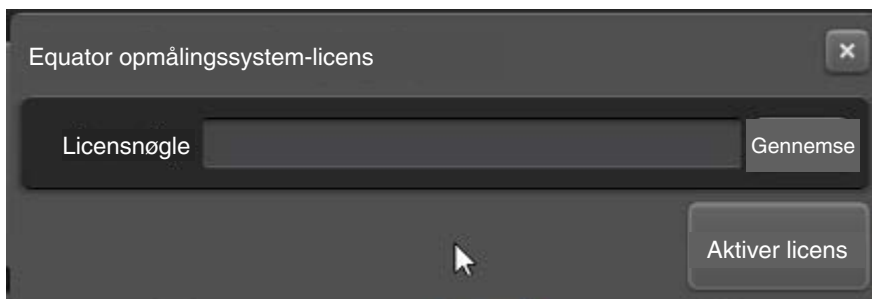 Equator opmålingssystem-licens
Licensnøgle
Gennemse
Aktiver licens